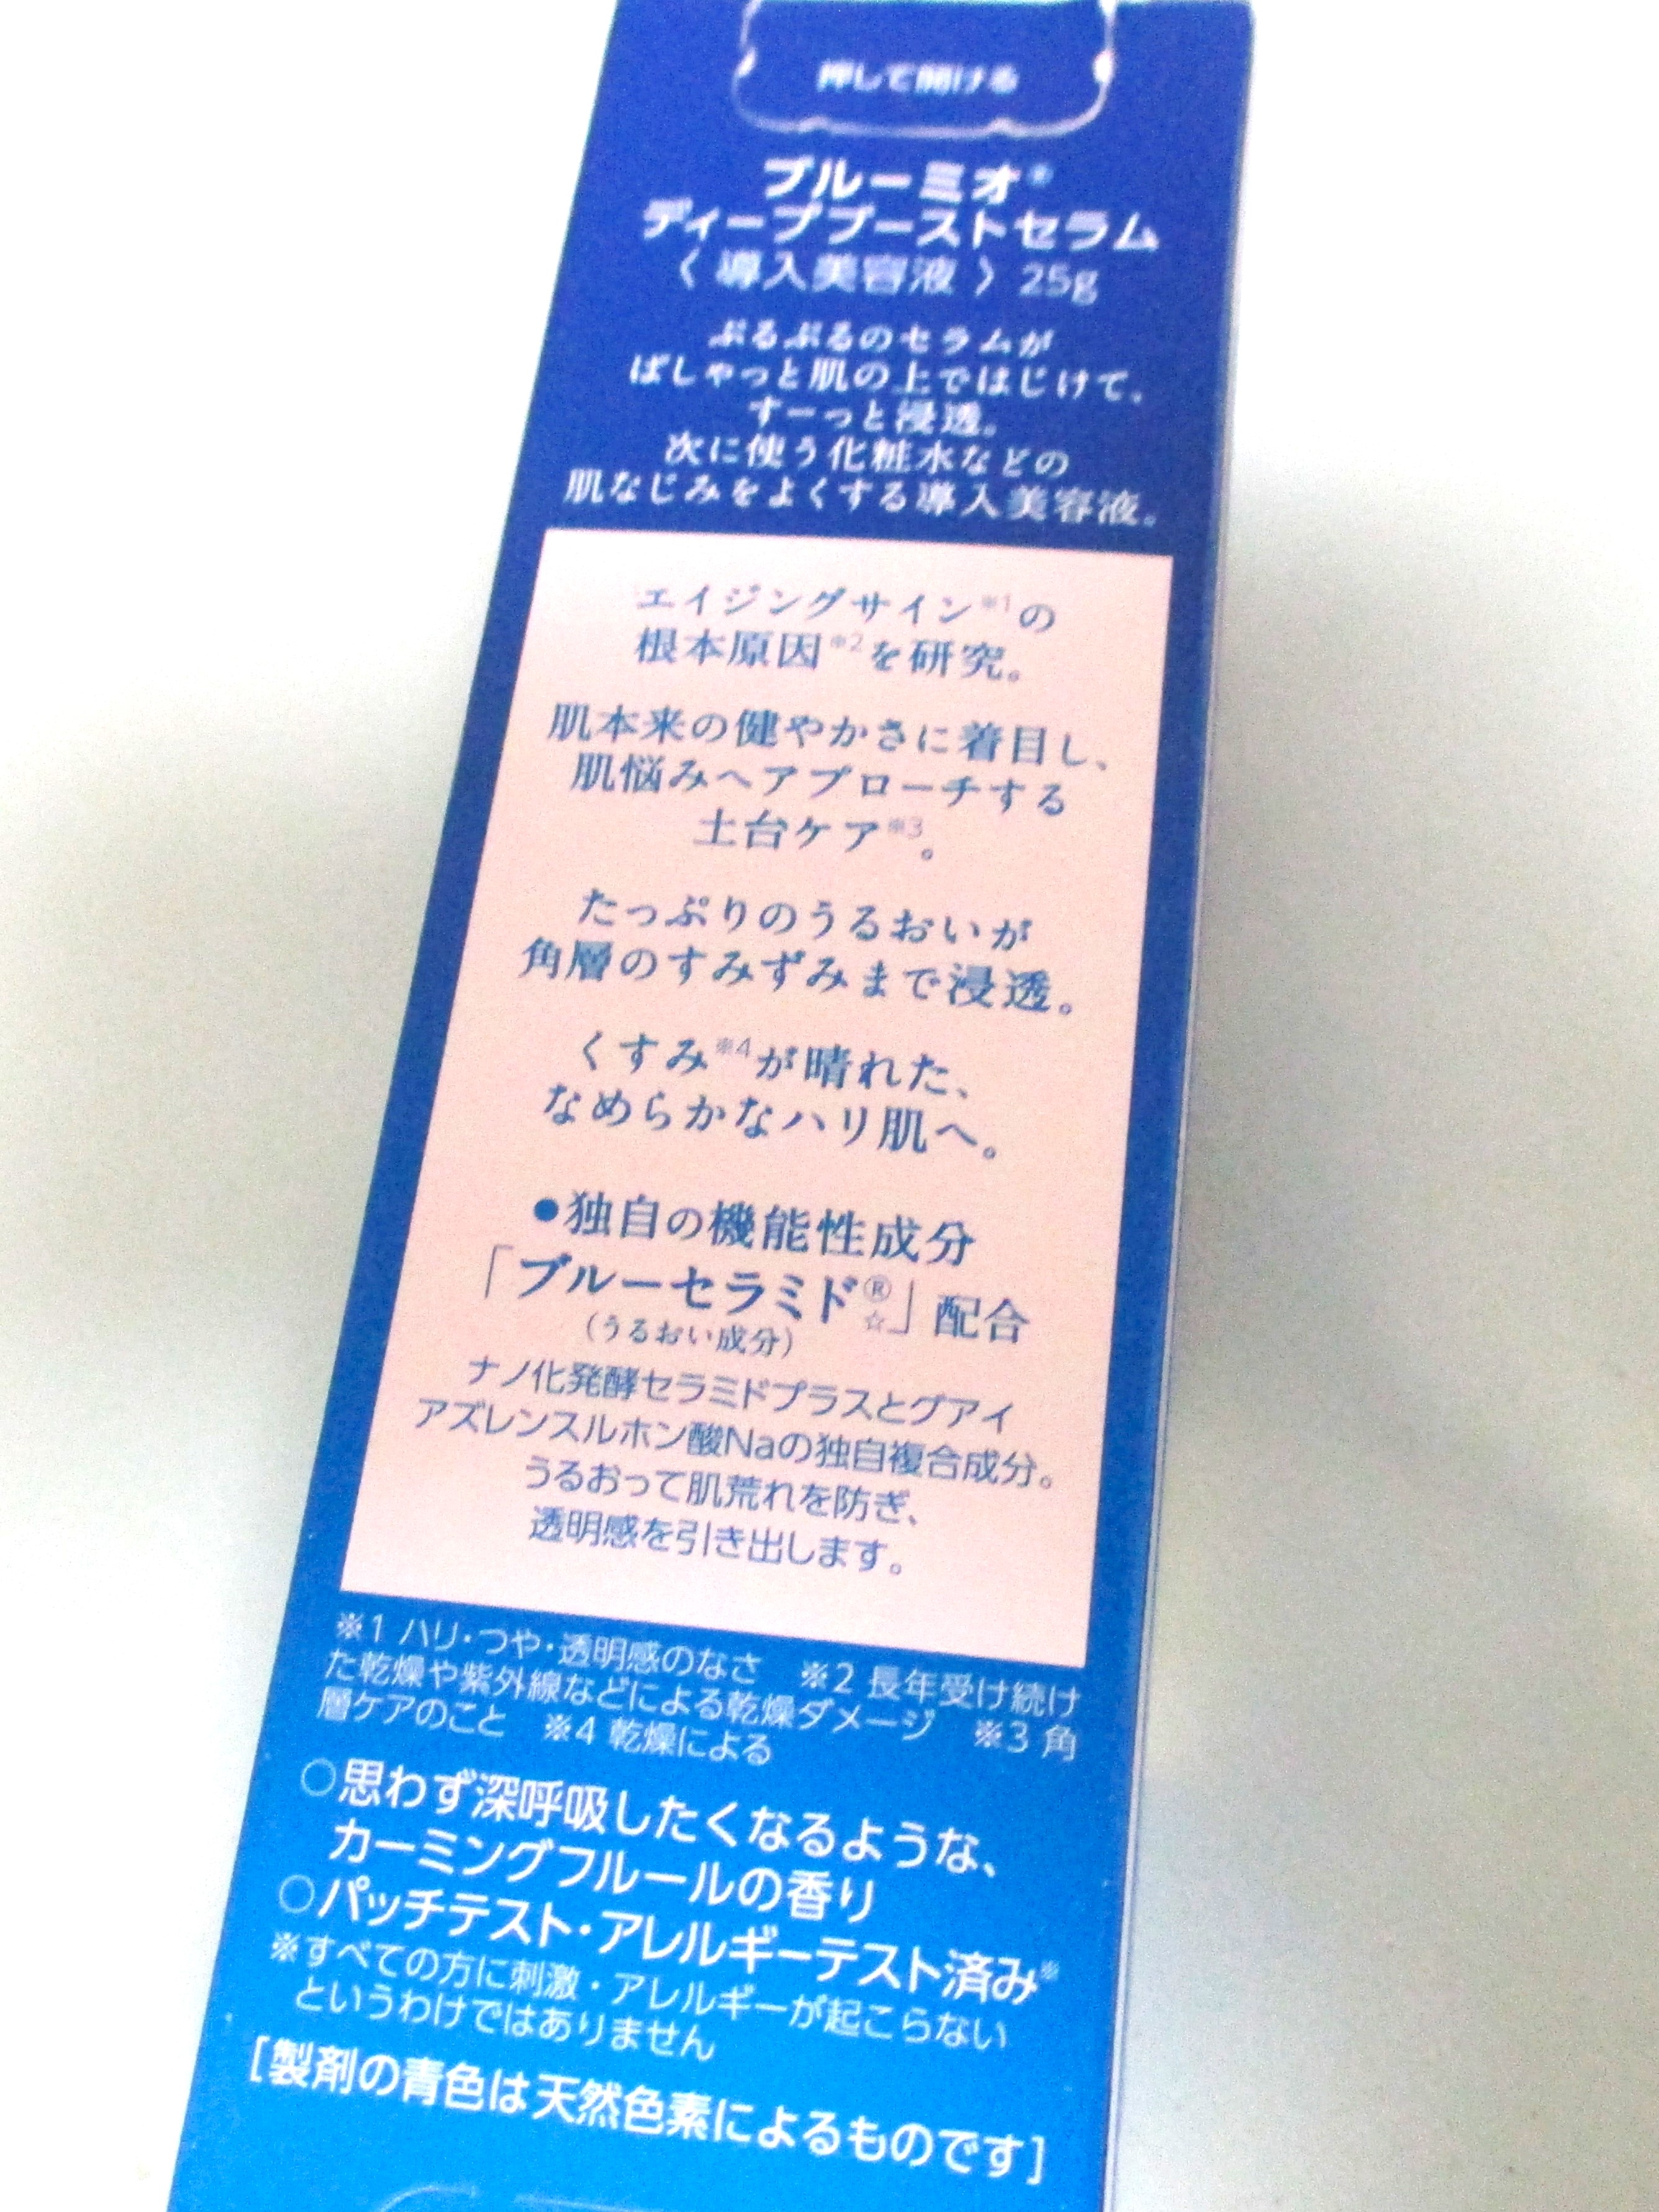 押して開ける
ブルーミオ®
ディープブーストセラム
〈 導入美容液 〉 25g
ぷるぷるのセラムが
ぱしゃっと肌の上ではじけて。
すーっと浸透。
次に使う化粧水などの
肌なじみをよくする導入美容液。
エイジングサイン※1の
根本原因※2を研究。
肌本来の健やかさに着目し、
肌悩みへアプローチする
土台ケア※3。
たっぷりのうるおいが
角層のすみずみまで浸透。
くすみ※4が晴れた、
なめらかなハリ肌へ。
●独自の機能性成分
「ブルーセラミド®☆」配合
(うるおい成分)
ナノ化発酵セラミドプラスとグアイ
アズレンスルホン酸Naの独自複合成分。
うるおって肌荒れを防ぎ、
透明感を引き出します。
※1 ハリ・つや・透明感のなさ ※2 長年受け続け
た乾燥や紫外線などによる乾燥ダメージ ※3 角
層ケアのこと ※4 乾燥による
○思わず深呼吸したくなるような、
カーミングフルールの香り
○パッチテスト・アレルギーテスト済み※
※すべての方に刺激・アレルギーが起こらない
というわけではありません
[製剤の青色は天然色素によるものです]